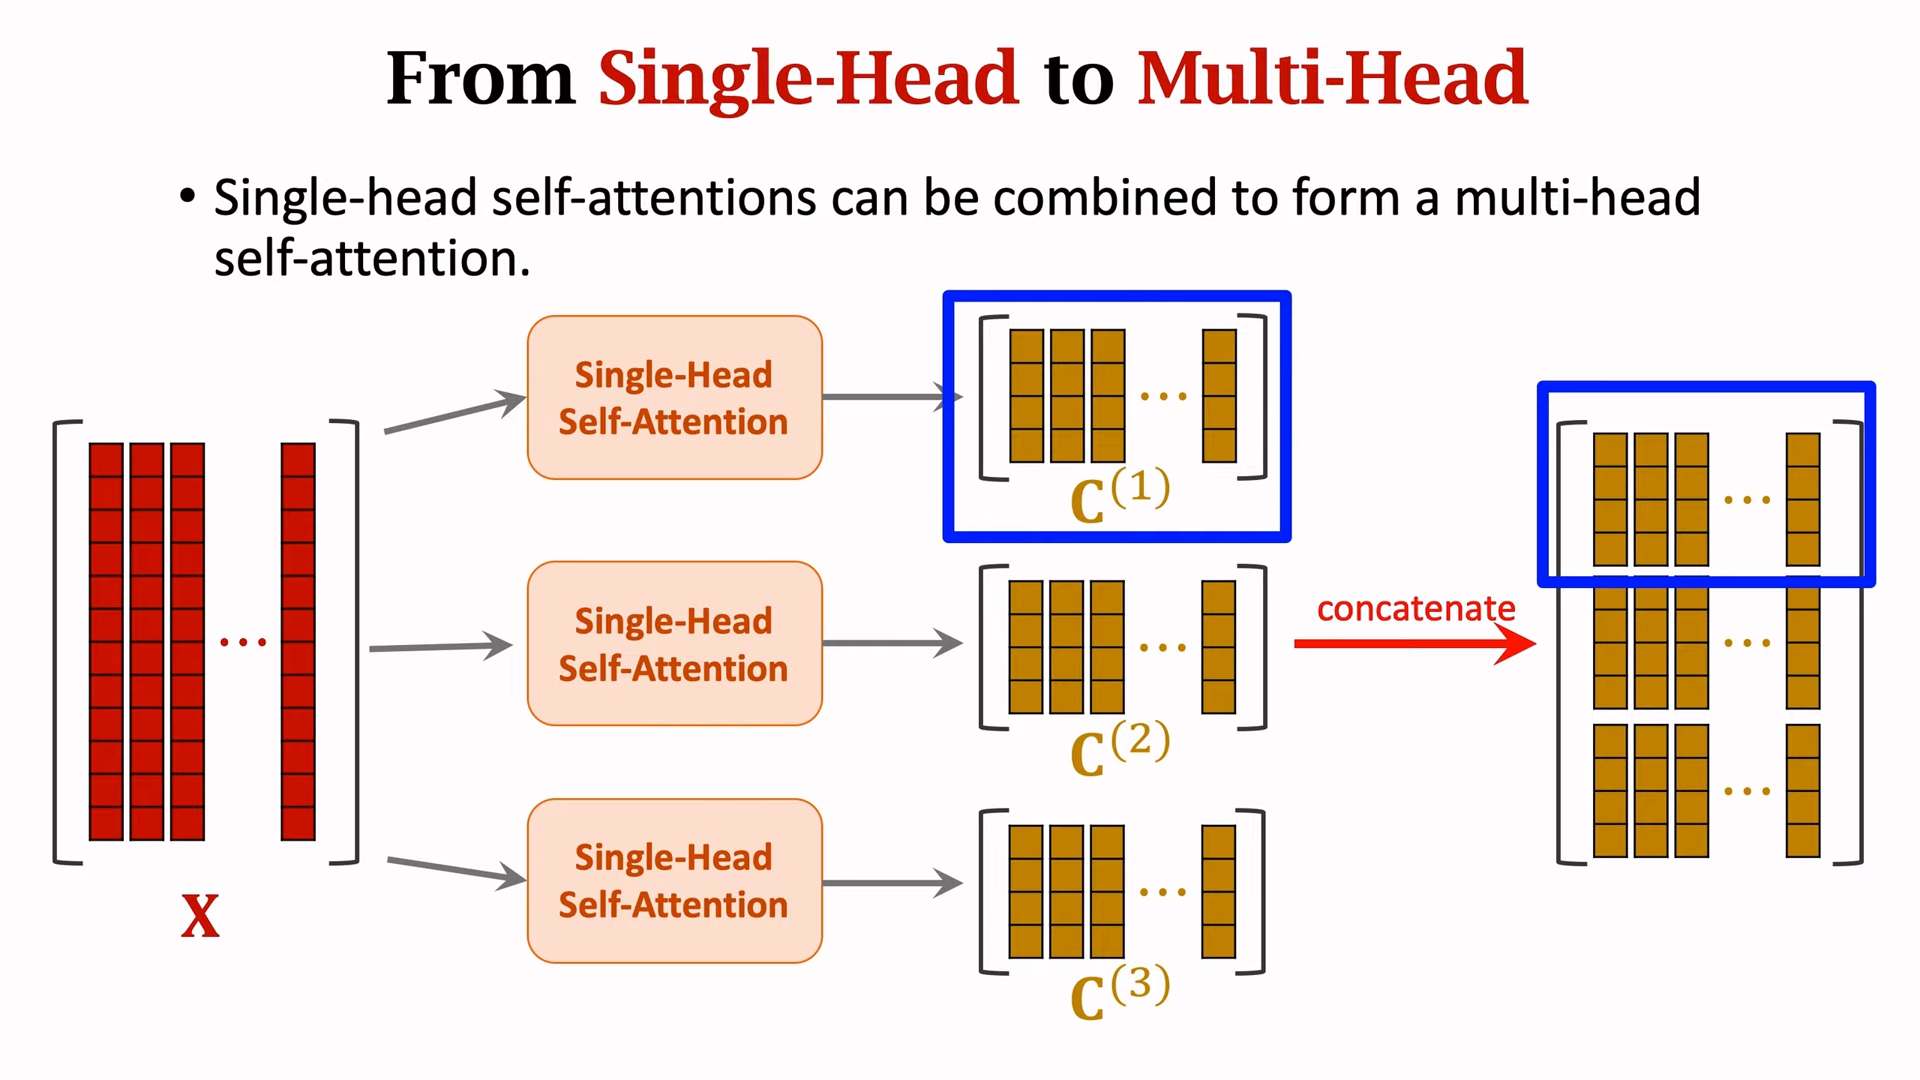 From Single-Head to Multi-Head
• Single-head self-attentions can be combined to form a multi-head
self-attention.
Single-Head
Self-Attention
C⁽¹⁾
Single-Head
Self-Attention
C⁽²⁾
concatenate
Single-Head
Self-Attention
C⁽³⁾
X